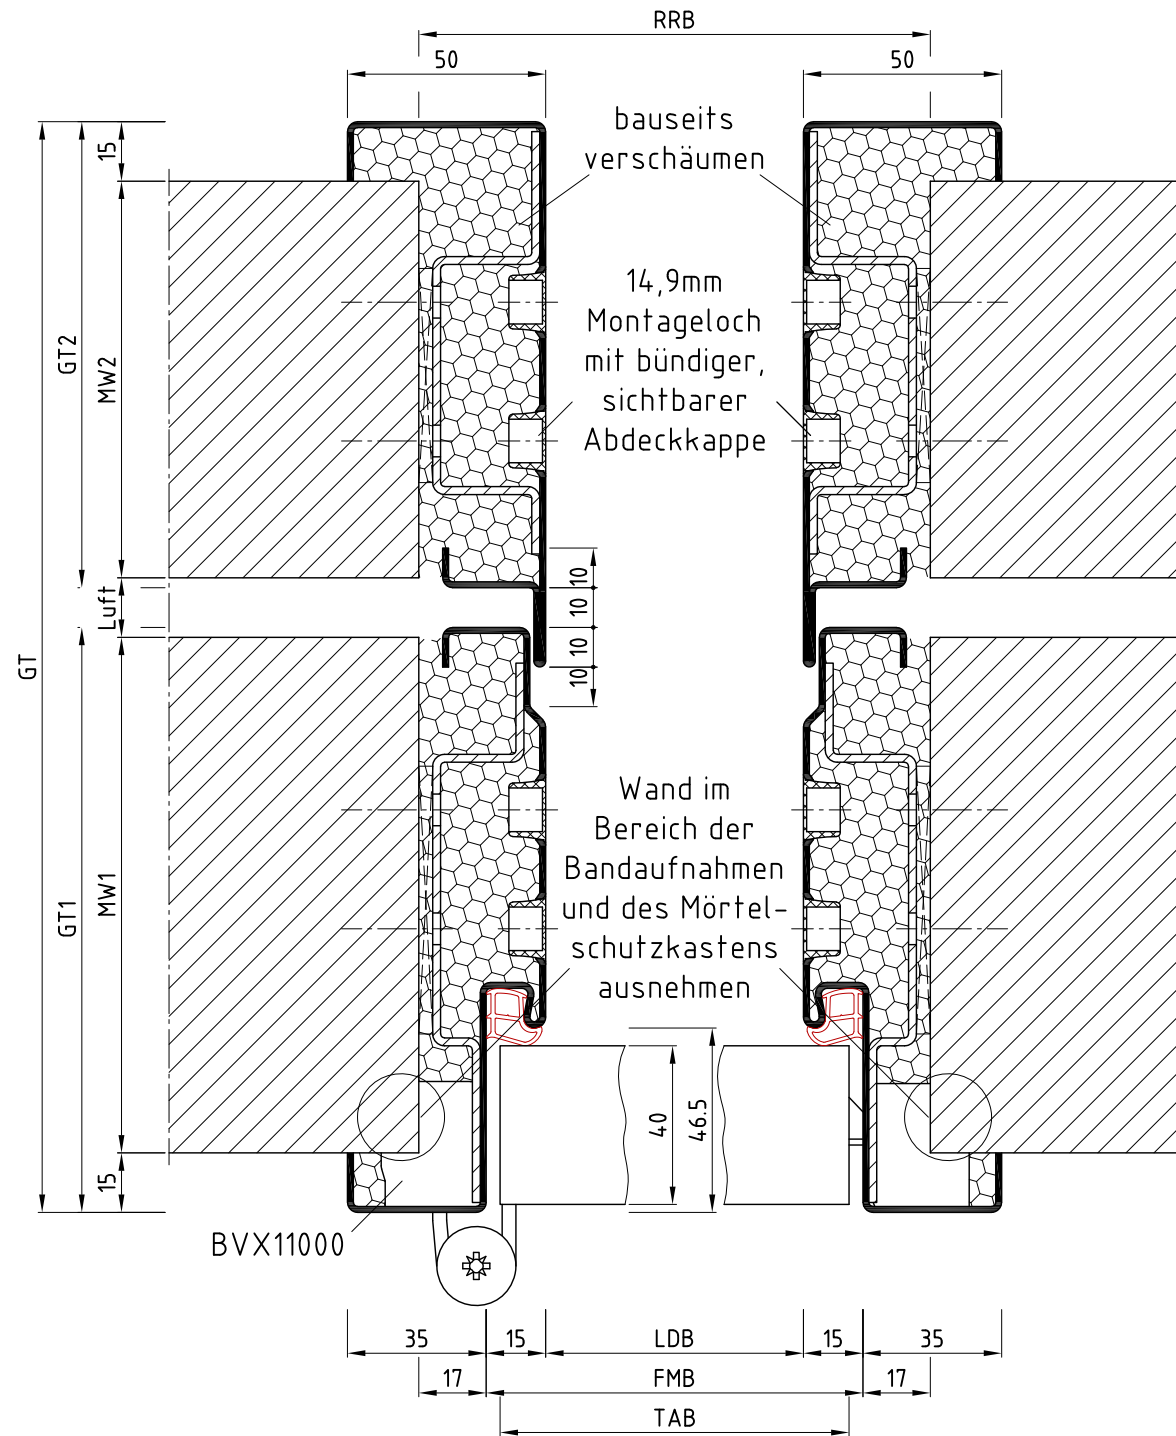 RRB
50
50
bauseits
verschäumen
15
14,9mm
Montageloch
mit bündiger,
sichtbarer
Abdeckkappe
GT2
MW2
10
Luft
10
10
GT
10
Wand im
Bereich der
Bandaufnahmen
und des Mörtel-
schutzkastens
ausnehmen
MW1
GT1
40
46.5
15
BVX11000
35
15
LDB
15
35
17
FMB
17
TAB